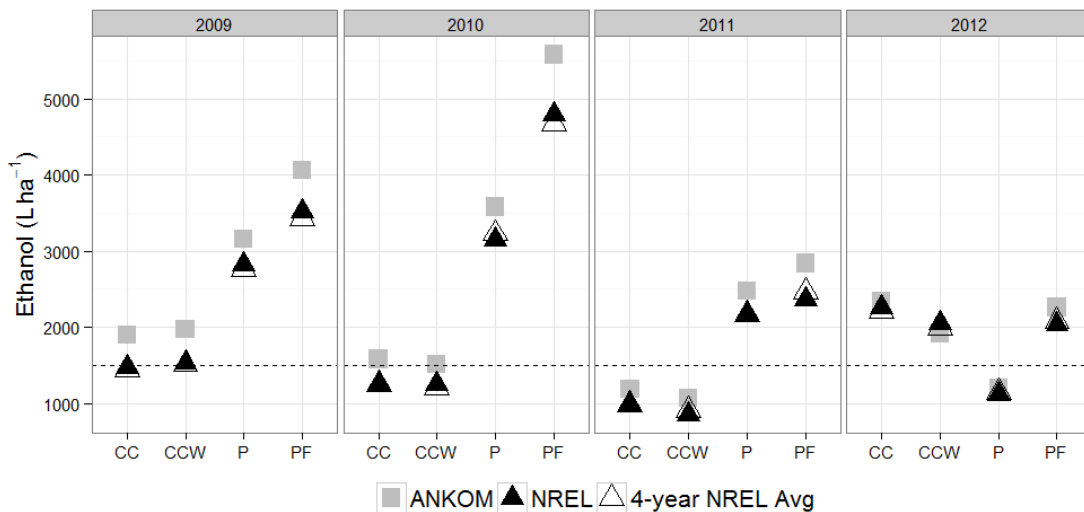 2009 2010 2011 2012
Ethanol (L ha⁻¹)
5000
4000
3000
2000
1000
CC CCW P PF CC CCW P PF CC CCW P PF CC CCW P PF
ANKOM NREL 4-year NREL Avg